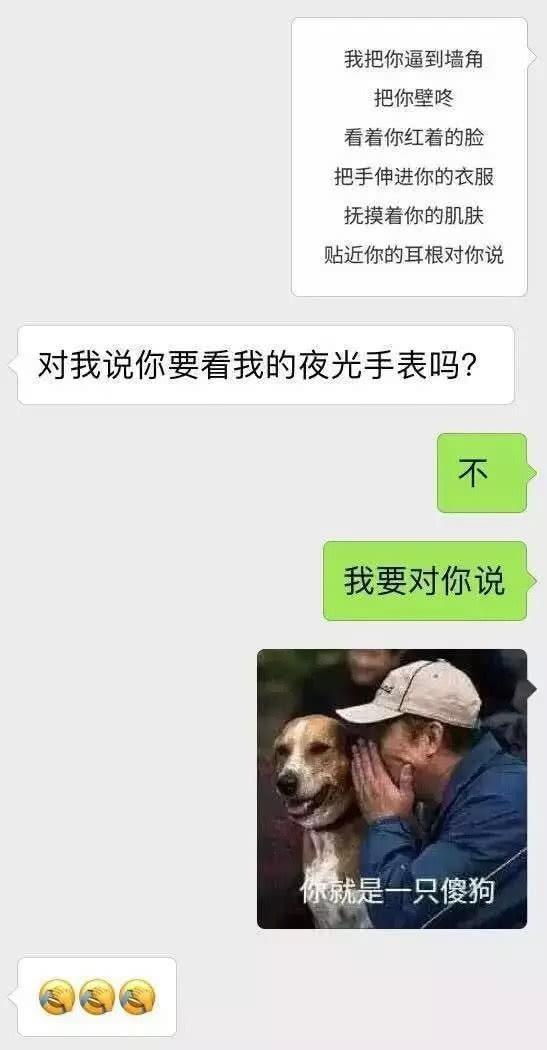 我把你逼到墙角
把你壁咚
看着你红着的脸
把手伸进你的衣服
抚摸着你的肌肤
贴近你的耳根对你说
对我说你要看我的夜光手表吗?
不
我要对你说
你就是一只傻狗